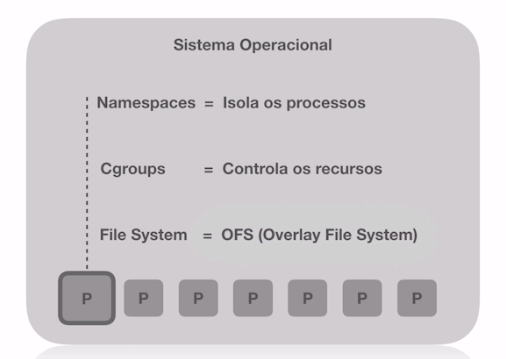 Sistema Operacional
Namespaces = Isola os processos
Cgroups = Controla os recursos
File System = OFS (Overlay File System)
P P P P P P P